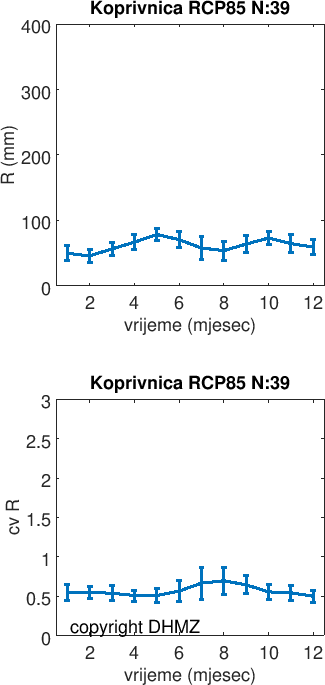 Koprivnica RCP85 N:39
400
300
200
100
0
R (mm)
2 4 6 8 10 12
vrijeme (mjesec)
Koprivnica RCP85 N:39
3
2.5
2
1.5
1
0.5
0
cv R
copyright DHMZ
2 4 6 8 10 12
vrijeme (mjesec)